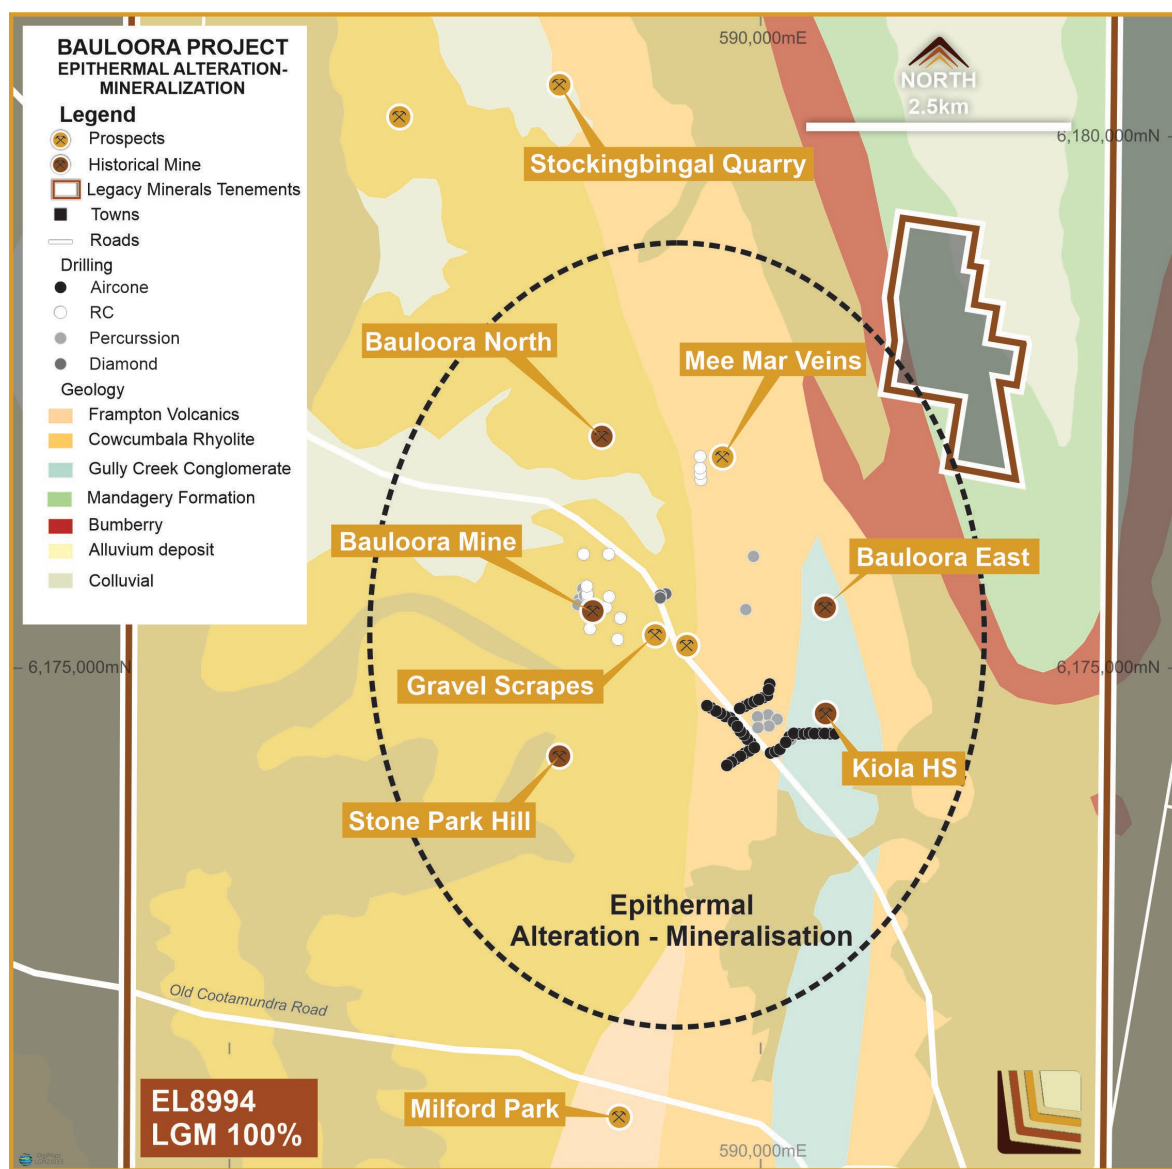 BAULOORA PROJECT
EPITHERMAL ALTERATION-
MINERALIZATION
Legend
Prospects
Historical Mine
Legacy Minerals Tenements
Towns
Roads
Drilling
Aircone
RC
Percurssion
Diamond
Geology
Frampton Volcanics
Cowcumbala Rhyolite
Gully Creek Conglomerate
Mandagery Formation
Bumberry
Alluvium deposit
Colluvial
590,000mE
NORTH
2.5km
6,180,000mN
Stockingbingal Quarry
Bauloora North
Mee Mar Veins
Bauloora Mine
Bauloora East
6,175,000mN
6,175,000mN
Gravel Scrapes
Kiola HS
Stone Park Hill
Epithermal
Alteration - Mineralisation
Old Cootamundra Road
EL8994
LGM 100%
Milford Park
590,000mE